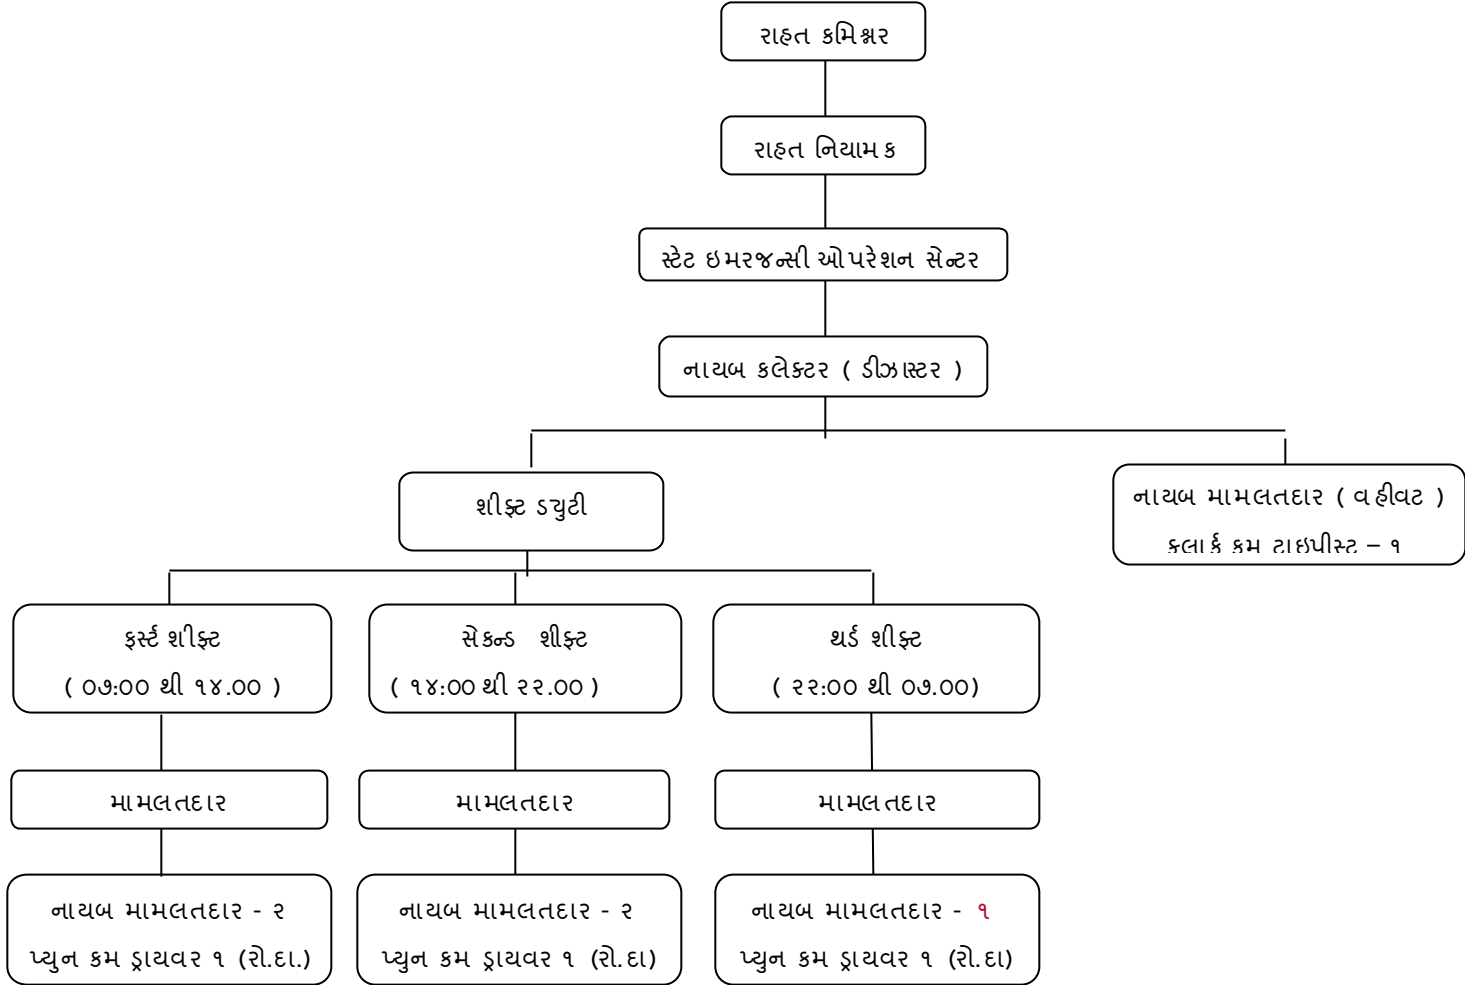 રાહત કમિશ્નર
રાહત નિયામક
સ્ટેટ ઇમરજન્સી ઓપરેશન સેન્ટર
નાયબ કલેક્ટર ( ડીઝાસ્ટર )
શીફ્ટ ડ્યુટી
નાયબ મામલતદાર ( વહીવટ )
ક્લાર્ક કમ ટાઇપીસ્ટ – ૧
ફર્સ્ટ શીફ્ટ
( ૦૭:૦૦ થી ૧૪.૦૦ )
સેકન્ડ શીફ્ટ
( ૧૪:૦૦ થી ૨૨.૦૦ )
થર્ડ શીફ્ટ
( ૨૨:૦૦ થી ૦૭.૦૦)
મામલતદાર
મામલતદાર
મામલતદાર
નાયબ મામલતદાર - ૨
પ્યુન કમ ડ્રાયવર ૧ (રો.દા.)
નાયબ મામલતદાર - ૨
પ્યુન કમ ડ્રાયવર ૧ (રો.દા)
નાયબ મામલતદાર - ૧
પ્યુન કમ ડ્રાયવર ૧ (રો.દા)